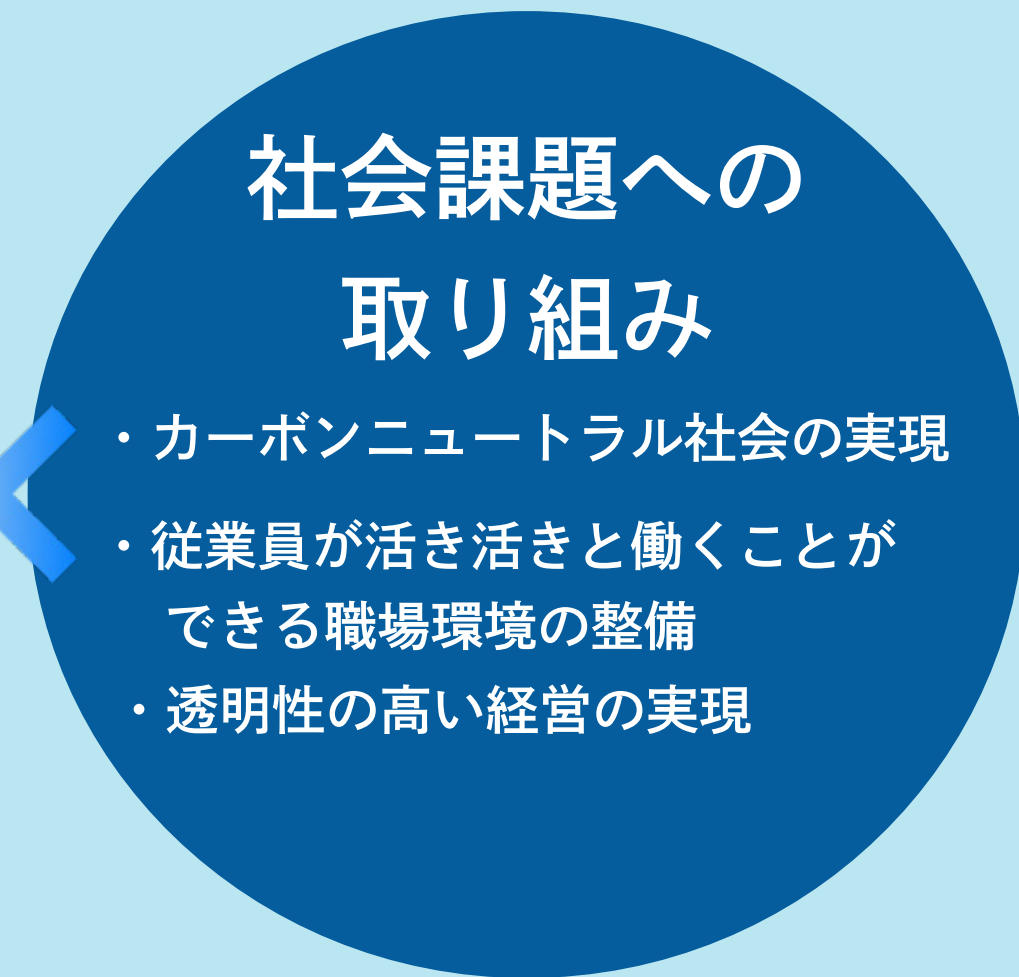 社会課題への
取り組み
・カーボンニュートラル社会の実現
・従業員が活き活きと働くことが
できる職場環境の整備
・透明性の高い経営の実現